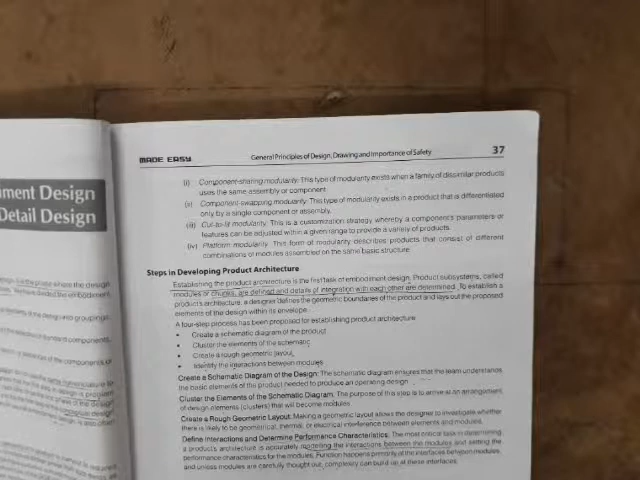 ment Design
Detail Design
MADE EASY
General Principles of Design, Drawing and Importance of Safety
37
(i) Component-sharing modularity. This type of modularity exists when a family of dissimilar products
uses the same assembly or component.
(ii) Component-swapping modularity. This type of modularity exists in a product that is differentiated
only by a single component or assembly.
(iii) Cut-to-fit modularity. This is a customization strategy whereby a component's parameters or
features can be adjusted within a given range to provide a variety of products.
(iv) Platform modularity. This form of modularity describes products that consist of different
combinations of modules assembled on the same basic structure.
Steps in Developing Product Architecture
Establishing the product architecture is the first task of embodiment design. Product subsystems, called
modules or chunks, are defined and details of integration with each other are determined. To establish a
product's architecture, a designer defines the geometric boundaries of the product and lays out the proposed
elements of the design within its envelope.
A four-step process has been proposed for establishing product architecture
• Create a schematic diagram of the product
• Cluster the elements of the schematic
• Create a rough geometric layout
• Identify the interactions between modules
Create a Schematic Diagram of the Design: The schematic diagram ensures that the team understands
the basic elements of the product needed to produce an operating design.
Cluster the Elements of the Schematic Diagram. The purpose of this step is to arrive at an arrangement
of design elements (clusters) that will become modules
Create a Rough Geometric Layout: Making a geometric layout allows the designer to investigate whether
there is likely to be geometrical, thermal, or electrical interference between elements and modules.
Define Interactions and Determine Performance Characteristics. The most critical task in determining
a product's architecture is accurately modelling the interactions between the modules and setting the
performance characteristics for the modules. Function happens primarily at the interfaces between modules,
and unless modules are carefully thought out, complexity can build up at these interfaces.